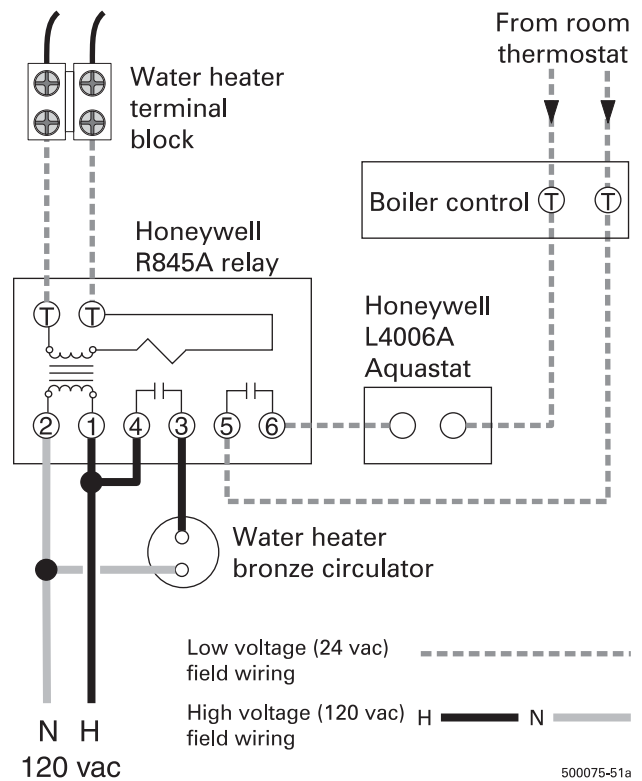 From room
thermostat
Water heater
terminal
block
Boiler control T T
Honeywell
R845A relay
T T
Honeywell
L4006A
Aquastat
2 1 4 3 5 6
Water heater
bronze circulator
Low voltage (24 vac)
field wiring
High voltage (120 vac) H N
field wiring
N H
120 vac
500075-51a